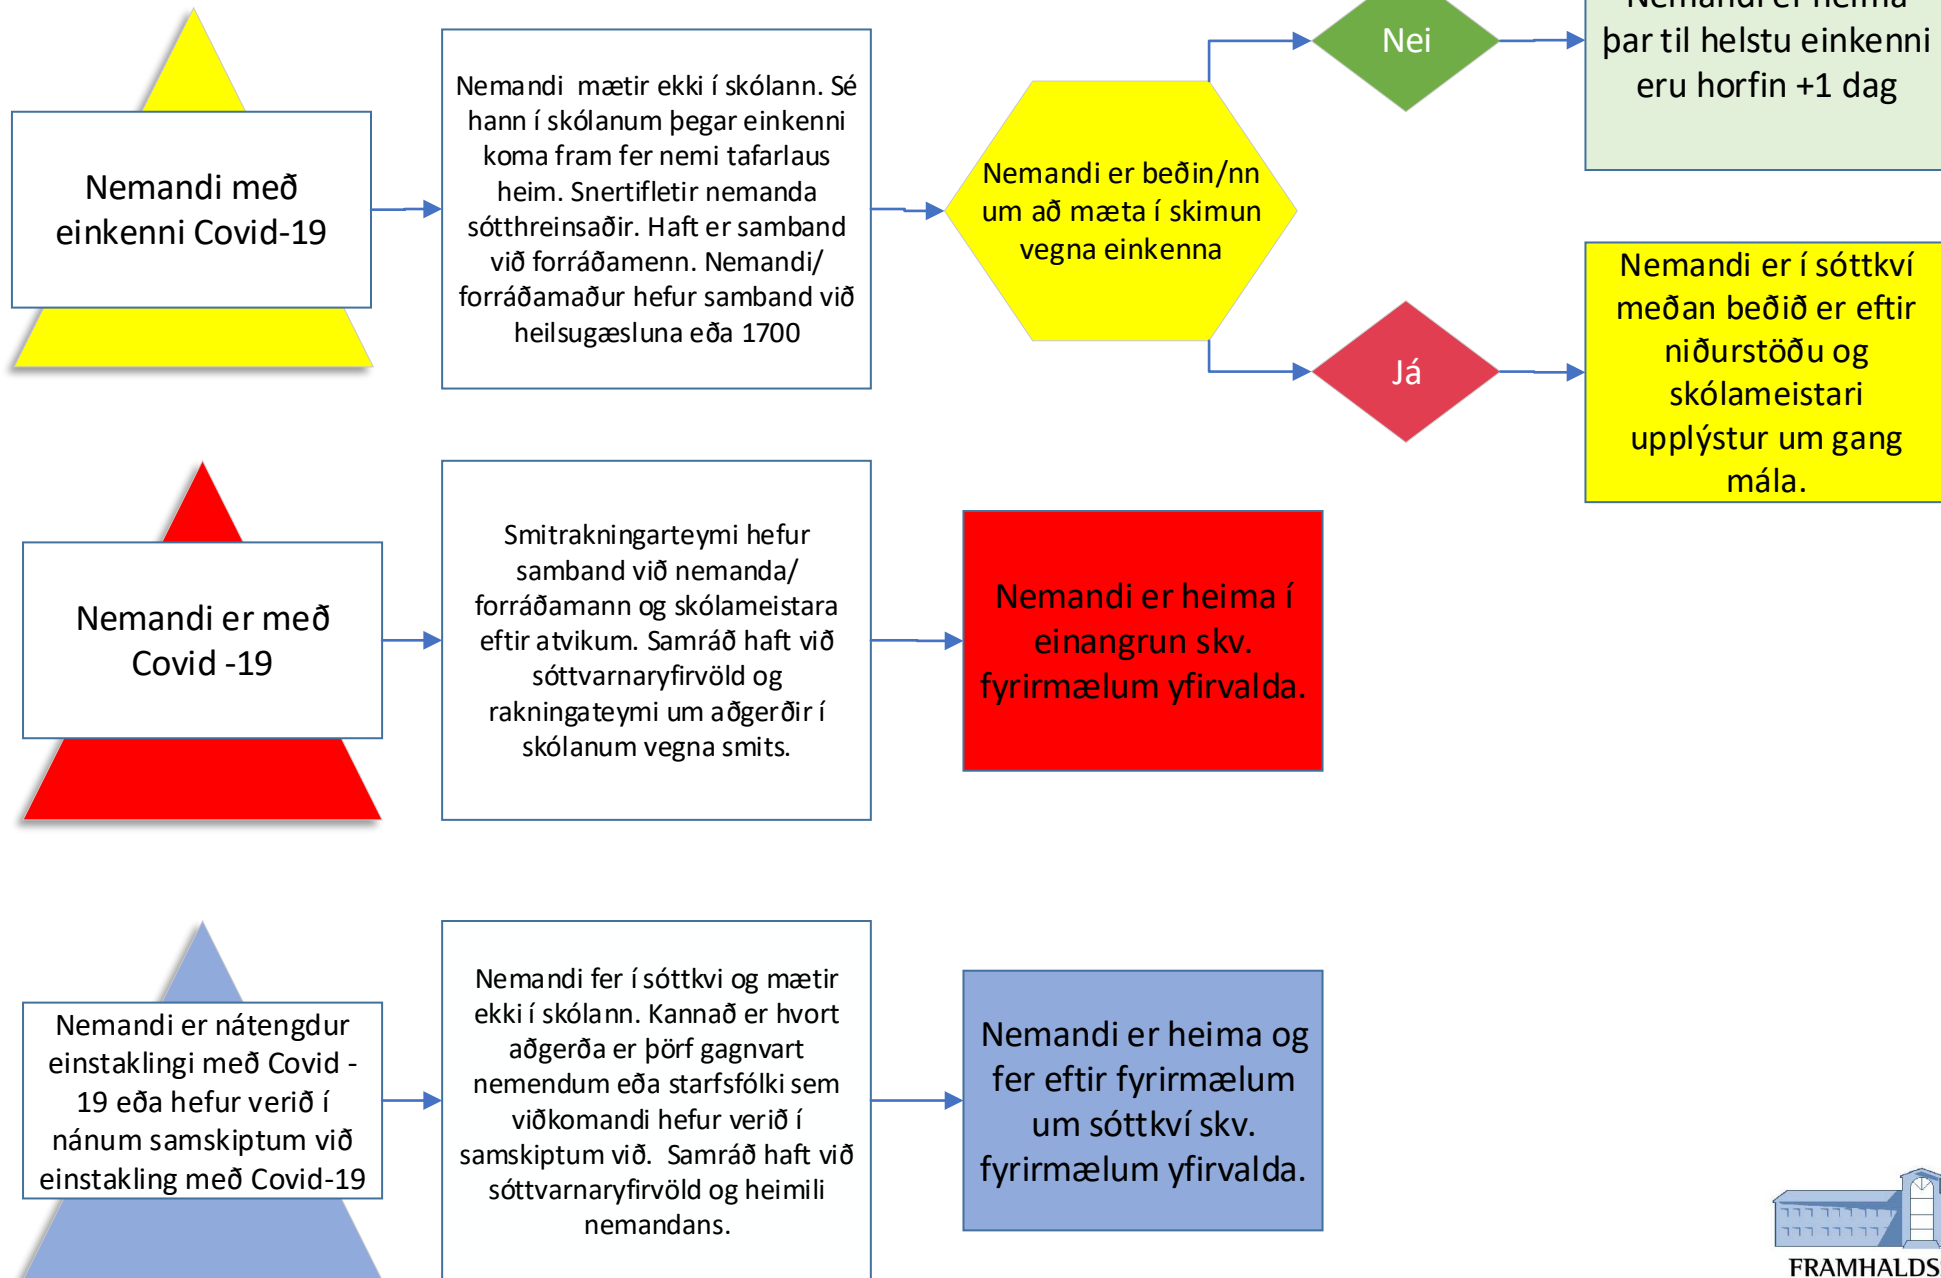 Nemandi með
einkenni Covid-19
Nemandi  mætir ekki í skólann. Sé
hann í skólanum þegar einkenni
koma fram fer nemi tafarlaus
heim. Snertifletir nemanda
sótthreinsaðir. Haft er samband
við forráðamenn. Nemandi/
forráðamaður hefur samband við
heilsugæsluna eða 1700
Nemandi er beðin/nn
um að mæta í skimun
vegna einkenna
Nei
Nemandi er heima
þar til helstu einkenni
eru horfin +1 dag
Já
Nemandi er í sóttkví
meðan beðið er eftir
niðurstöðu og
skólameistari
upplýstur um gang
mála.
Nemandi er með
Covid -19
Smitrakningarteymi hefur
samband við nemanda/
forráðamann og skólameistara
eftir atvikum. Samráð haft við
sóttvarnaryfirvöld og
rakningateymi um aðgerðir í
skólanum vegna smits.
Nemandi er heima í
einangrun skv.
fyrirmælum yfirvalda.
Nemandi er nátengdur
einstaklingi með Covid -
19 eða hefur verið í
nánum samskiptum við
einstakling með Covid-19
Nemandi fer í sóttkvi og mætir
ekki í skólann. Kannað er hvort
aðgerða er þörf gagnvart
nemendum eða starfsfólki sem
viðkomandi hefur verið í
samskiptum við.  Samráð haft við
sóttvarnaryfirvöld og heimili
nemandans.
Nemandi er heima og
fer eftir fyrirmælum
um sóttkví skv.
fyrirmælum yfirvalda.
FRAMHALDS